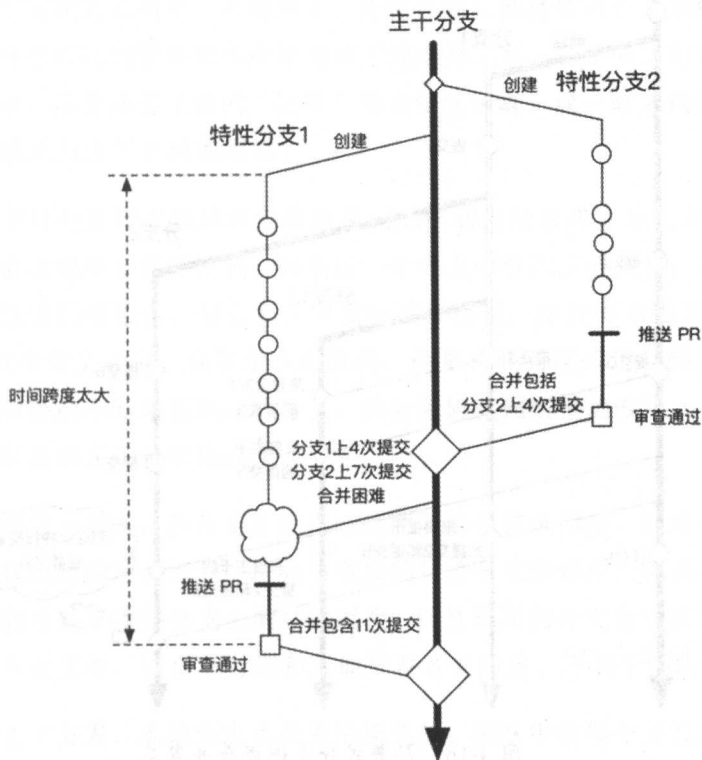 主干分支
创建
特性分支2
特性分支1
创建
推送 PR
时间跨度太大
合并包括
分支2上4次提交
审查通过
分支1上4次提交
分支2上7次提交
合并困难
推送 PR
合并包含11次提交
审查通过